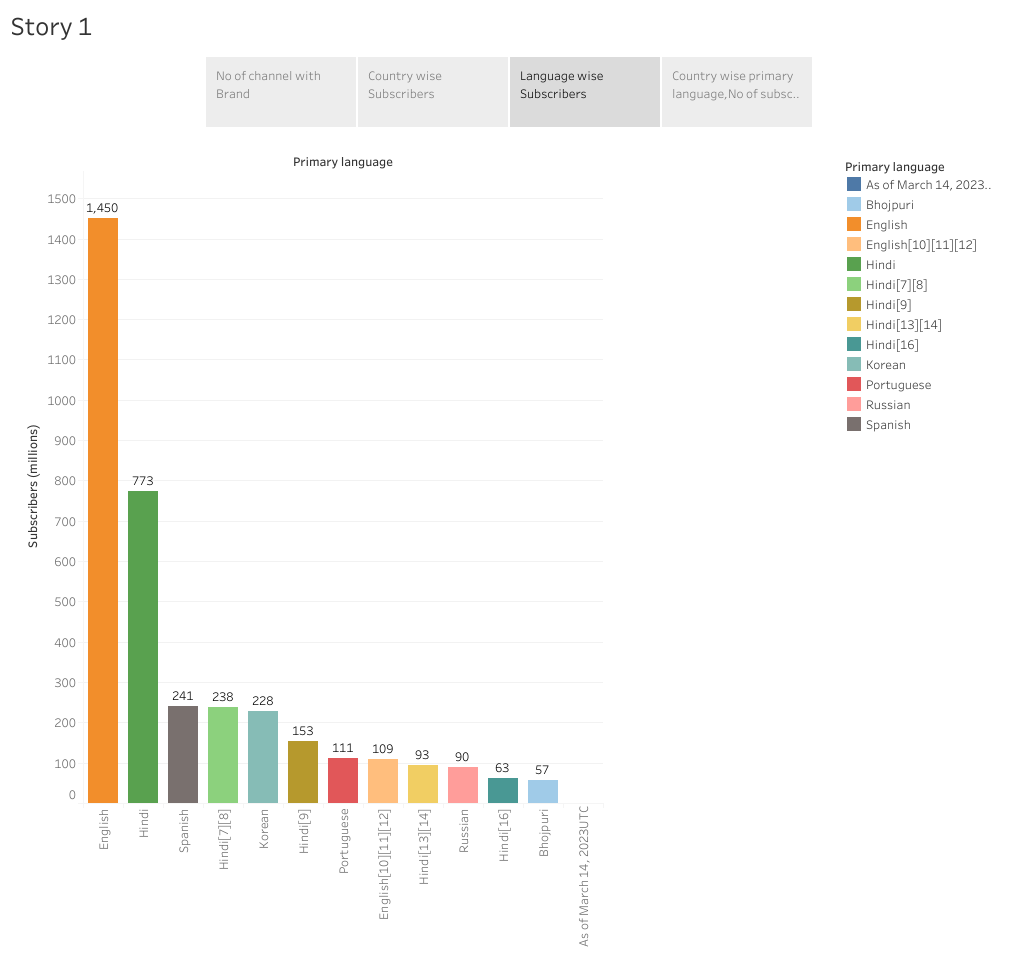 Story 1
No of channel with
Brand
Country wise
Subscribers
Language wise
Subscribers
Country wise primary
language,No of subsc..
Primary language
Subscribers (millions)
1500
1400
1300
1200
1100
1000
900
800
700
600
500
400
300
200
100
0
1,450
773
241
238
228
153
111
109
93
90
63
57
English
Hindi
Spanish
Hindi[7][8]
Korean
Hindi[9]
Portuguese
English[10][11][12]
Hindi[13][14]
Russian
Hindi[16]
Bhojpuri
As of March 14, 2023UTC
Primary language
As of March 14, 2023..
Bhojpuri
English
English[10][11][12]
Hindi
Hindi[7][8]
Hindi[9]
Hindi[13][14]
Hindi[16]
Korean
Portuguese
Russian
Spanish